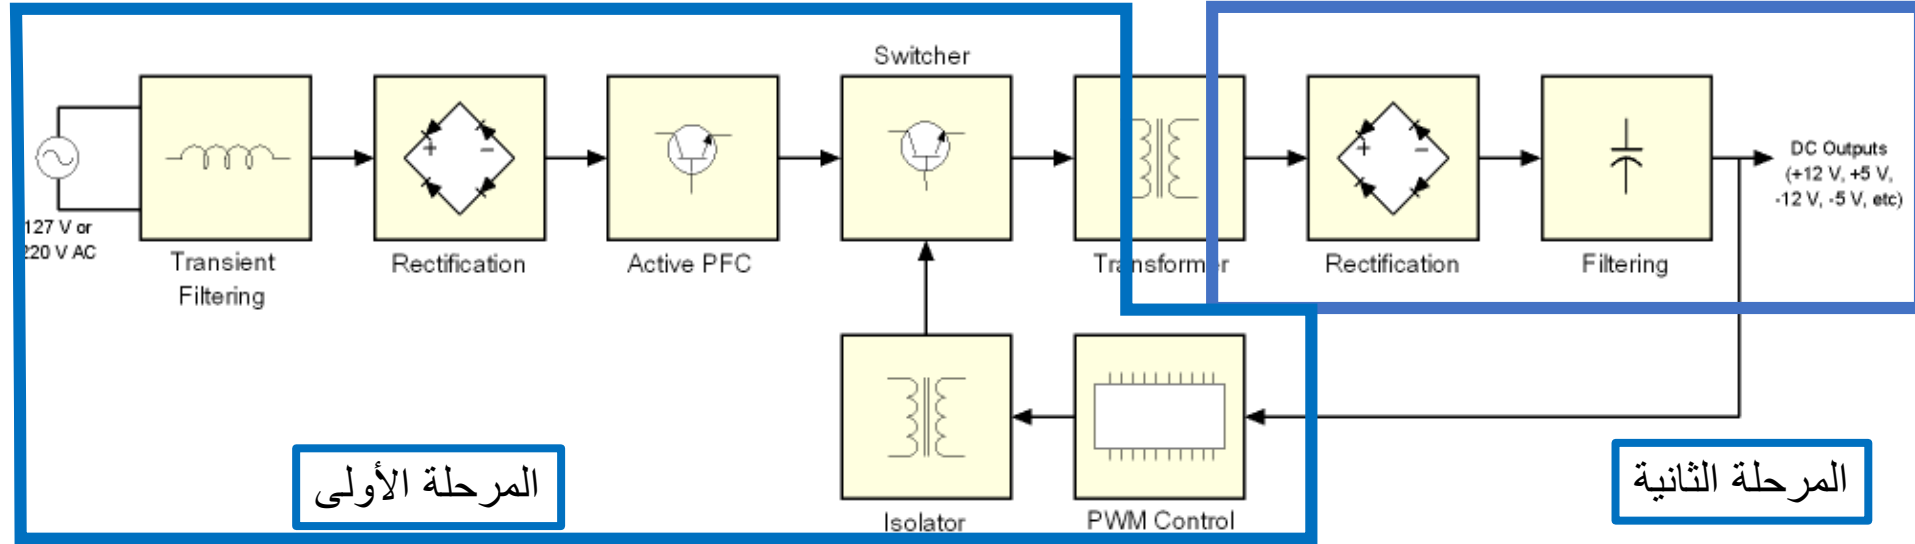 Switcher
127 V or
220 V AC
Transient
Filtering
Rectification
Active PFC
Transformer
Rectification
Filtering
DC Outputs
(+12 V, +5 V,
-12 V, -5 V, etc)
+
−
+
−
Isolator
PWM Control
المرحلة الأولى
المرحلة الثانية